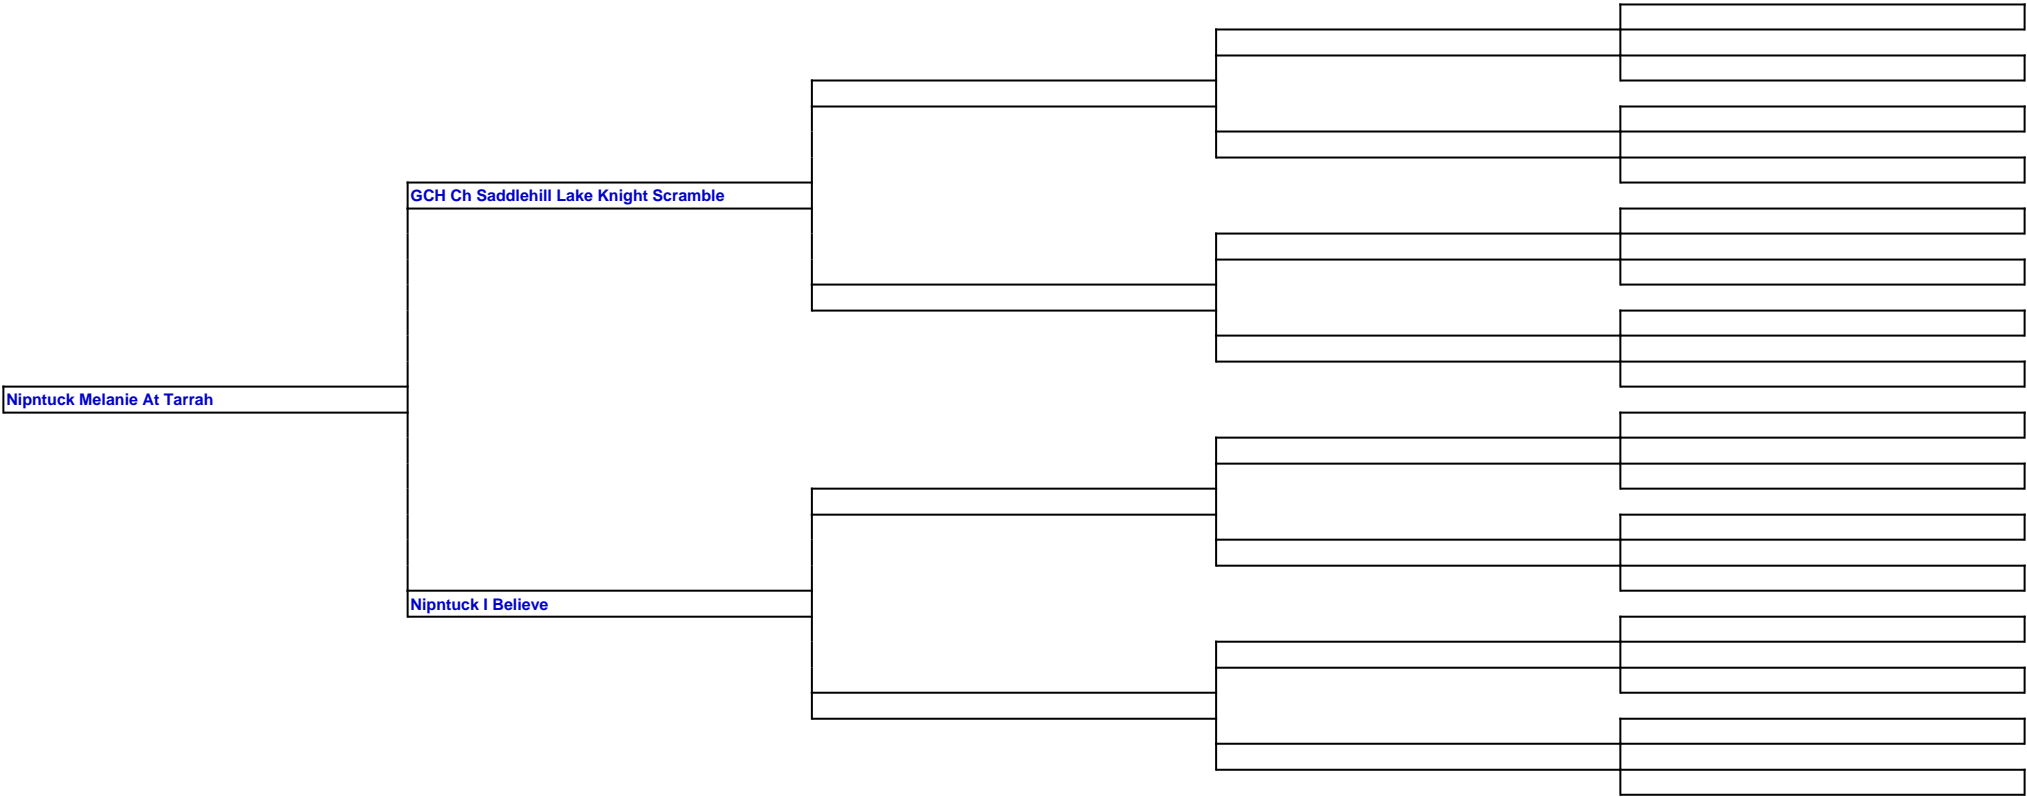 GCH Ch Saddlehill Lake Knight Scramble
Nipntuck Melanie At Tarrah
Nipntuck I Believe